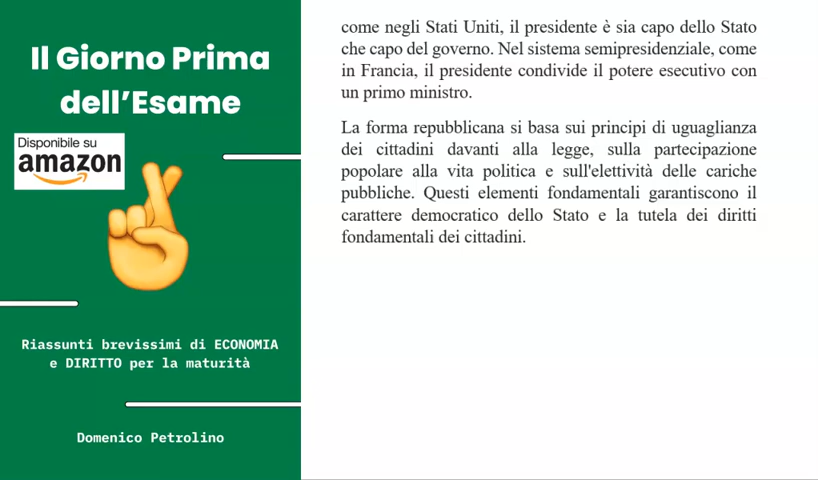 Il Giorno Prima
dell’Esame
Disponibile su
amazon
Riassunti brevissimi di ECONOMIA
e DIRITTO per la maturità
Domenico Petrolino
come negli Stati Uniti, il presidente è sia capo dello Stato
che capo del governo. Nel sistema semipresidenziale, come
in Francia, il presidente condivide il potere esecutivo con
un primo ministro.
La forma repubblicana si basa sui principi di uguaglianza
dei cittadini davanti alla legge, sulla partecipazione
popolare alla vita politica e sull'elettività delle cariche
pubbliche. Questi elementi fondamentali garantiscono il
carattere democratico dello Stato e la tutela dei diritti
fondamentali dei cittadini.